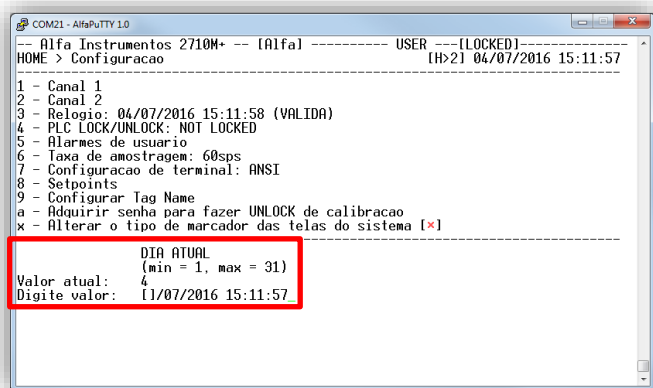 COM21 - AlfaPuTTY 1.0
-- Alfa Instrumentos 2710M+ -- [Alfa] ---------- USER ---[LOCKED]---------------
HOME > Configuracao [H>2] 04/07/2016 15:11:57
1 - Canal 1
2 - Canal 2
3 - Relogio: 04/07/2016 15:11:58 (VALIDA)
4 - PLC LOCK/UNLOCK: NOT LOCKED
5 - Alarmes de usuario
6 - Taxa de amostragem: 60sps
7 - Configuracao de terminal: ANSI
8 - Setpoints
9 - Configurar Tag Name
a - Adquirir senha para fazer UNLOCK de calibracao
x - Alterar o tipo de marcador das telas do sistema [×]
DIA ATUAL
(min = 1, max = 31)
Valor atual: 4
Digite valor: []/07/2016 15:11:57_